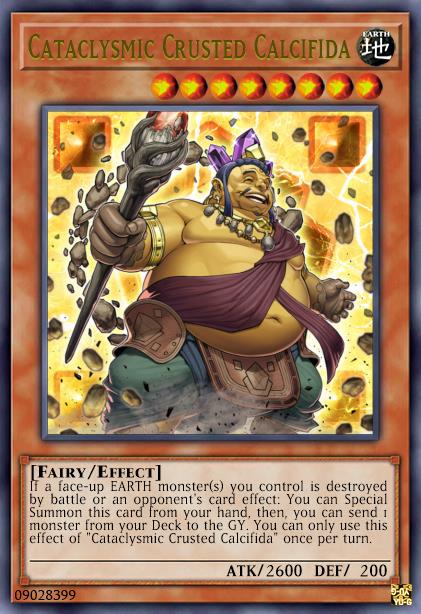 CATACLYSMIC CRUSTED CALCIFIDA
EARTH
地
[FAIRY/EFFECT]
If a face-up EARTH monster(s) you control is destroyed
by battle or an opponent's card effect: You can Special
Summon this card from your hand, then, you can send 1
monster from your Deck to the GY. You can only use this
effect of "Cataclysmic Crusted Calcifida" once per turn.
ATK/2600 DEF/ 200
09028399